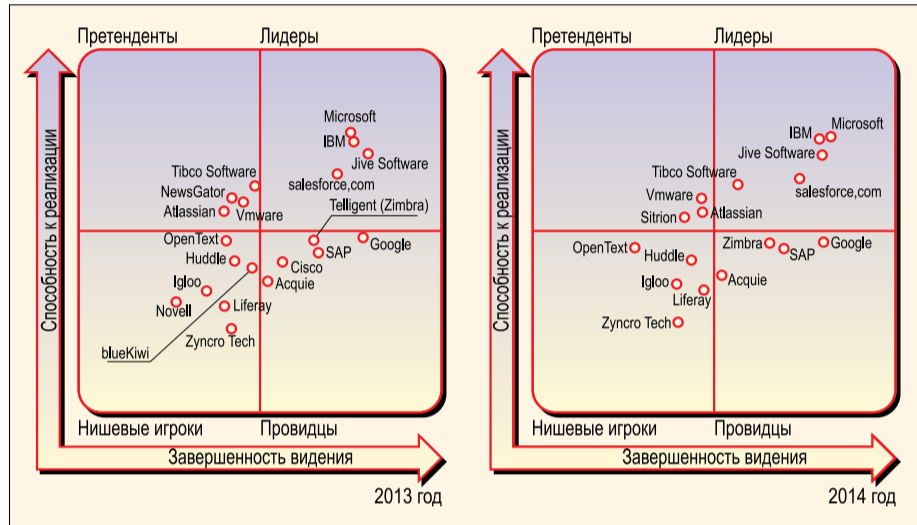 Претенденты
Лидеры
Способность к реализации
Microsoft
IBM
Jive Software
Tibco Software
salesforce,com
NewsGator
Vmware
Atlassian
Telligent (Zimbra)
OpenText
Google
SAP
Huddle
Cisco
Acquie
Igloo
Novell
Liferay
Zyncro Tech
blueKiwi
Нишевые игроки
Провидцы
Завершенность видения
2013 год
Претенденты
Лидеры
Способность к реализации
IBM
Microsoft
Jive Software
Tibco Software
salesforce,com
Vmware
Atlassian
Sitrion
OpenText
Zimbra
Google
SAP
Huddle
Acquie
Igloo
Liferay
Zyncro Tech
Нишевые игроки
Провидцы
Завершенность видения
2014 год